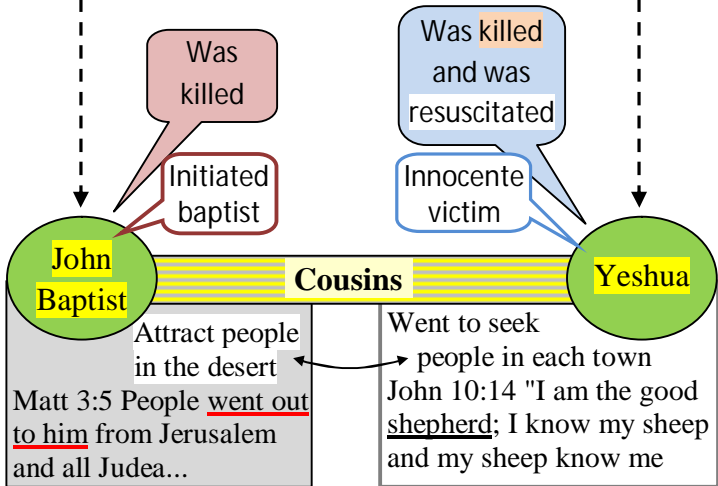 Was
killed
Was killed
and was
resuscitated
Initiated
baptist
Innocente
victim
John
Baptist
Cousins
Yeshua
Attract people
in the desert
Matt 3:5 People went out
to him from Jerusalem
and all Judea...
Went to seek
people in each town
John 10:14 "I am the good
shepherd; I know my sheep
and my sheep know me